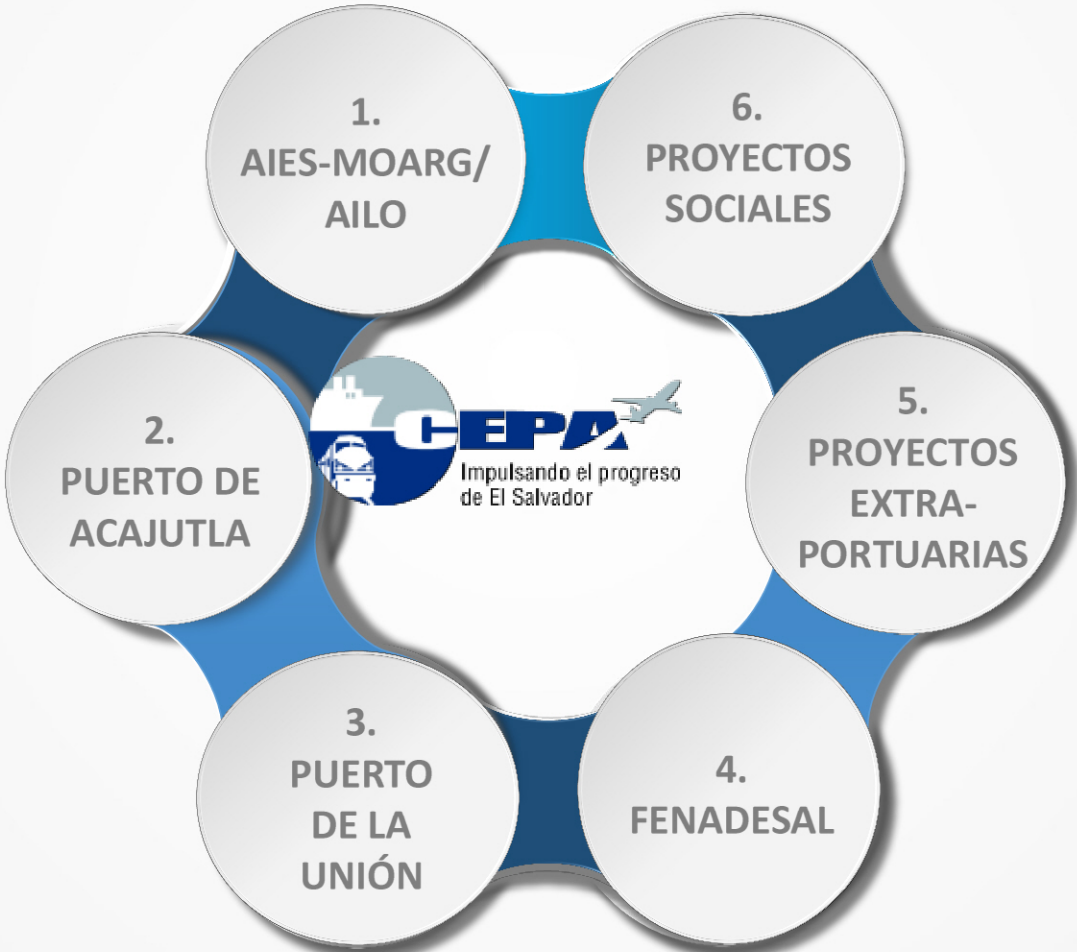 1.
AIES-MOARG/
AILO
6.
PROYECTOS
SOCIALES
2.
PUERTO DE
ACAJUTLA
CEPA
Impulsando el progreso
de El Salvador
5.
PROYECTOS
EXTRA-
PORTUARIAS
3.
PUERTO
DE LA
UNIÓN
4.
FENADESAL